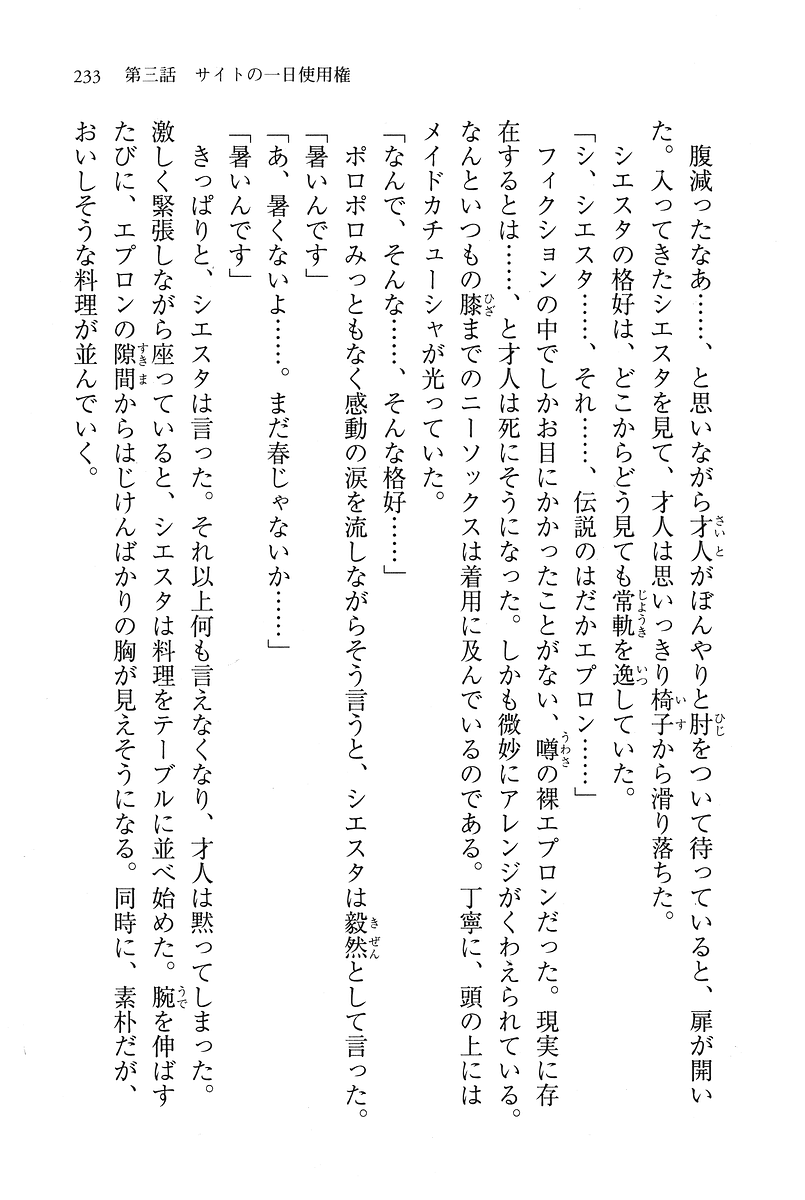 233　第三話　サイトの一日使用権
　腹減ったなあ……、と思いながら才人がぼんやりと肘をついて待っていると、扉が開い
た。入ってきたシエスタを見て、才人は思いっきり椅子から滑り落ちた。
　シエスタの格好は、どこからどう見ても常軌を逸していた。
「シ、シエスタ……、それ……、伝説のはだかエプロン……」
　フィクションの中でしかお目にかかったことがない、噂の裸エプロンだった。現実に存
在するとは……、と才人は死にそうになった。しかも微妙にアレンジがくわえられている。
なんといつもの膝までのニーソックスは着用に及んでいるのである。丁寧に、頭の上には
メイドカチューシャが光っていた。
「なんで、そんな……、そんな格好……」
　ポロポロみっともなく感動の涙を流しながらそう言うと、シエスタは毅然として言った。
「暑いんです」
「あ、暑くないよ……。まだ春じゃないか……」
「暑いんです」
　きっぱりと、シエスタは言った。それ以上何も言えなくなり、才人は黙ってしまった。
激しく緊張しながら座っていると、シエスタは料理をテーブルに並べ始めた。腕を伸ばす
たびに、エプロンの隙間からはじけんばかりの胸が見えそうになる。同時に、素朴だが、
おいしそうな料理が並んでいく。